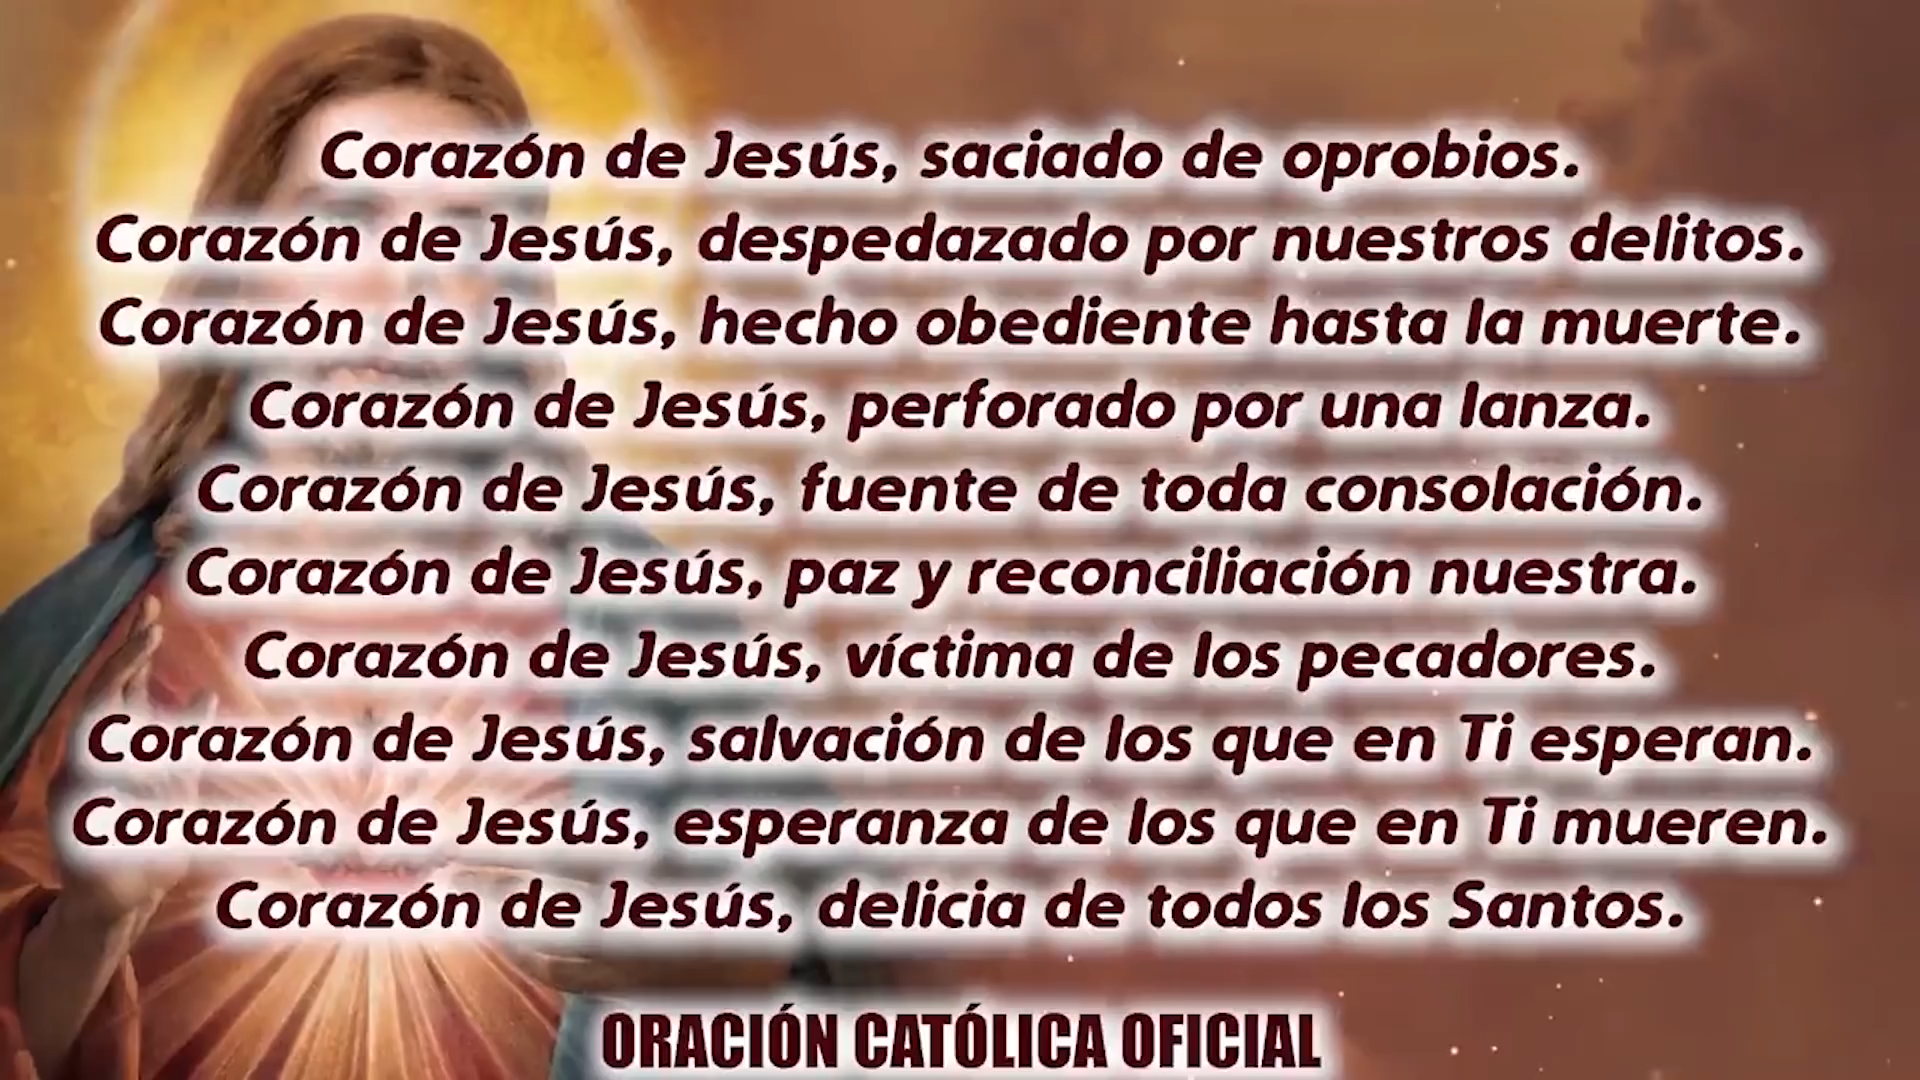 Corazón de Jesús, saciado de oprobios.
Corazón de Jesús, despedazado por nuestros delitos.
Corazón de Jesús, hecho obediente hasta la muerte.
Corazón de Jesús, perforado por una lanza.
Corazón de Jesús, fuente de toda consolación.
Corazón de Jesús, paz y reconciliación nuestra.
Corazón de Jesús, víctima de los pecadores.
Corazón de Jesús, salvación de los que en Ti esperan.
Corazón de Jesús, esperanza de los que en Ti mueren.
Corazón de Jesús, delicia de todos los Santos.
ORACIÓN CATÓLICA OFICIAL